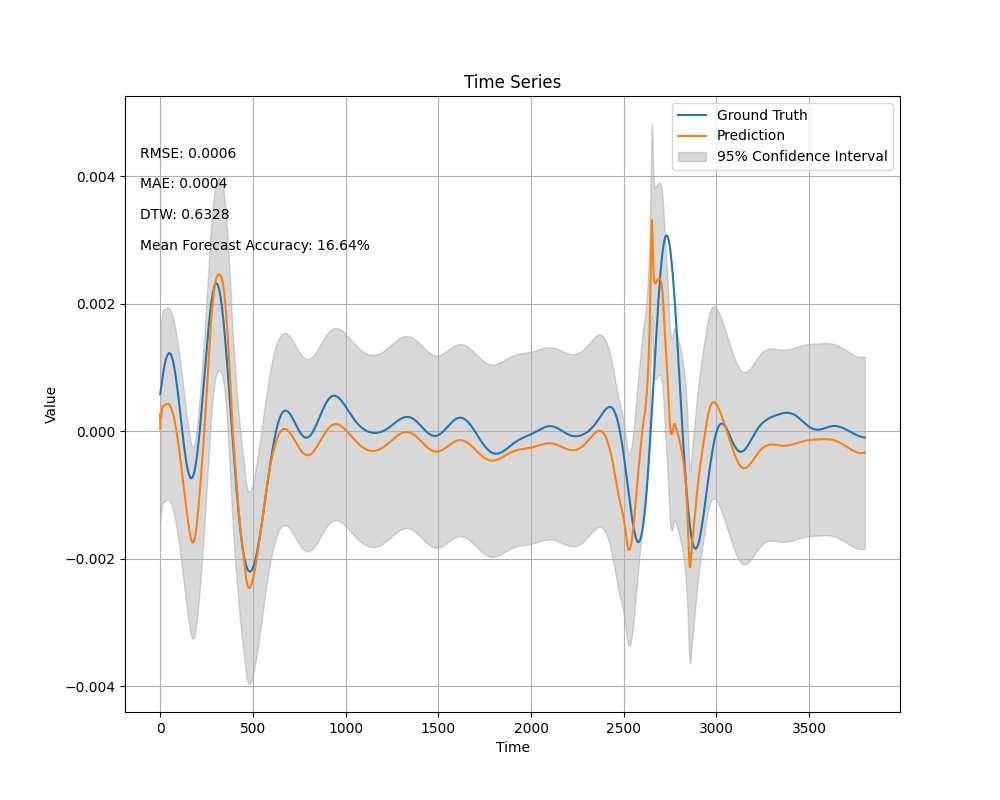 Time Series
Ground Truth
Prediction
95% Confidence Interval
RMSE: 0.0006
MAE: 0.0004
DTW: 0.6328
Mean Forecast Accuracy: 16.64%
0.004
0.002
0.000
−0.002
−0.004
Value
0 500 1000 1500 2000 2500 3000 3500
Time